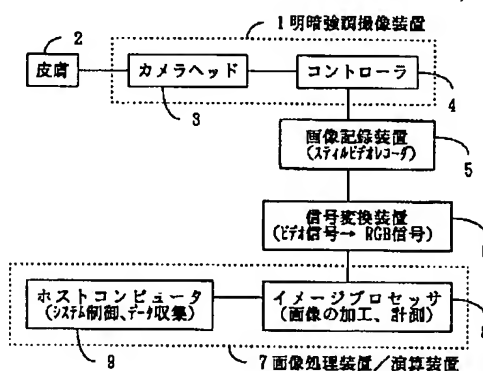 1明暗強調撮像装置
2
皮膚
カメラヘッド
コントローラ
3
4
画像記録装置
(スティルビデオレコーダ)
5
信号変換装置
(ビデオ信号→ RGB信号)
ホストコンピュータ
(システム制御、データ収集)
イメージプロセッサ
(画像の加工、計測)
9
8
7画像処理装置/演算装置